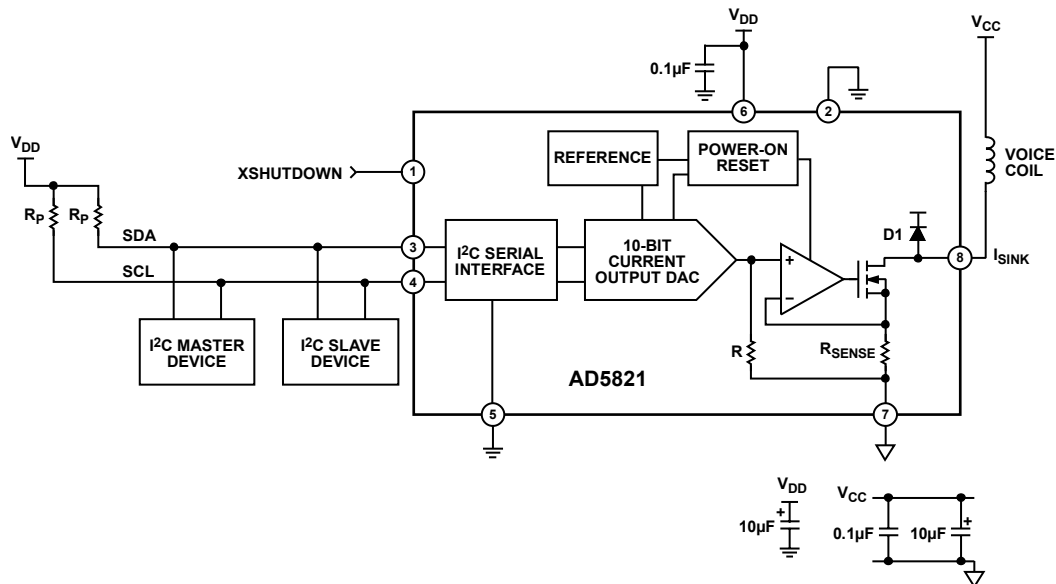 VDD
VCC
0.1µF
6
2
VDD
REFERENCE
POWER-ON
RESET
VOICE
COIL
XSHUTDOWN
1
RP
RP
D1
SDA
3
I2C SERIAL
INTERFACE
10-BIT
CURRENT
OUTPUT DAC
+
8
ISINK
SCL
4
−
I2C MASTER
DEVICE
I2C SLAVE
DEVICE
R
RSENSE
AD5821
5
7
VDD
VCC
+
10µF
0.1µF
10µF
+